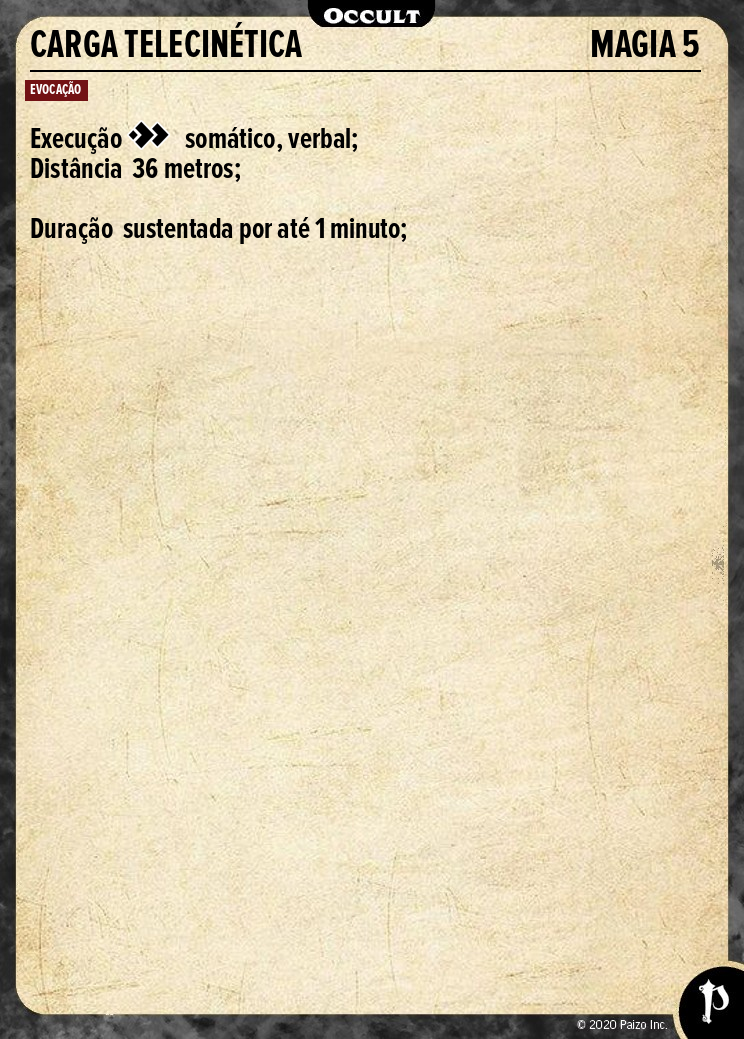 OCCULT
CARGA TELECINÉTICA MAGIA 5
EVOCAÇÃO
Execução somático, verbal;
Distância 36 metros;
Duração sustentada por até 1 minuto;
© 2020 Paizo Inc.
P